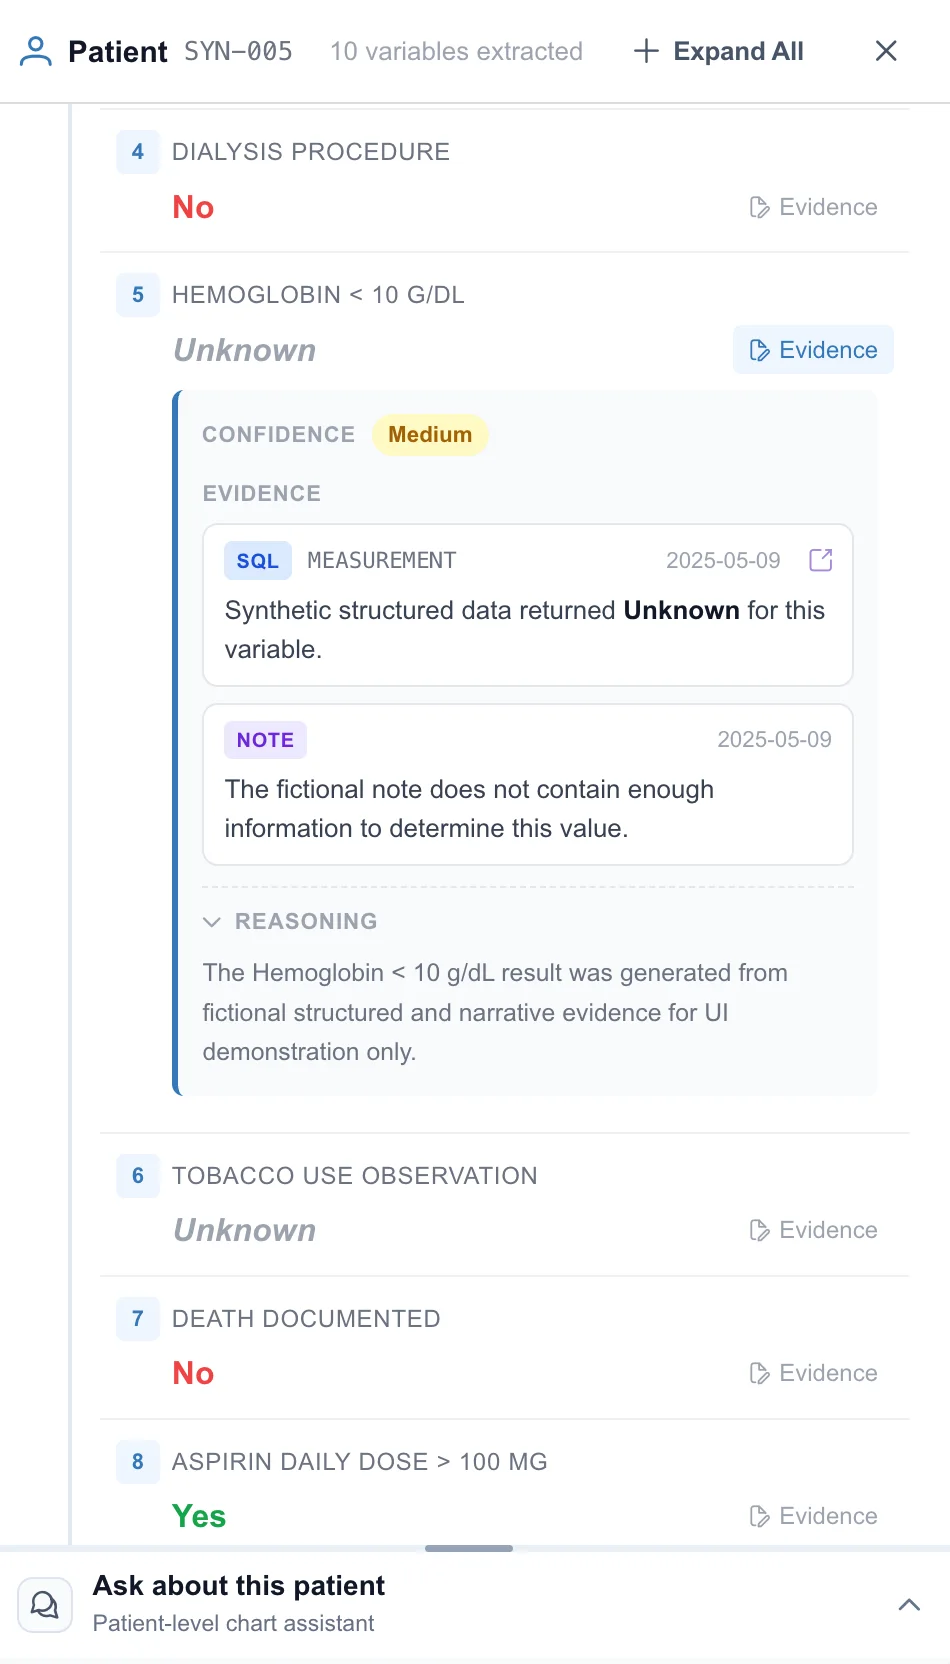 Patient SYN-005 10 variables extracted Expand All
4 DIALYSIS PROCEDURE
No Evidence
5 HEMOGLOBIN < 10 G/DL
Unknown Evidence
CONFIDENCE Medium
EVIDENCE
SQL MEASUREMENT 2025-05-09
Synthetic structured data returned Unknown for this
variable.
NOTE 2025-05-09
The fictional note does not contain enough
information to determine this value.
REASONING
The Hemoglobin < 10 g/dL result was generated from
fictional structured and narrative evidence for UI
demonstration only.
6 TOBACCO USE OBSERVATION
Unknown Evidence
7 DEATH DOCUMENTED
No Evidence
8 ASPIRIN DAILY DOSE > 100 MG
Yes Evidence
Ask about this patient
Patient-level chart assistant